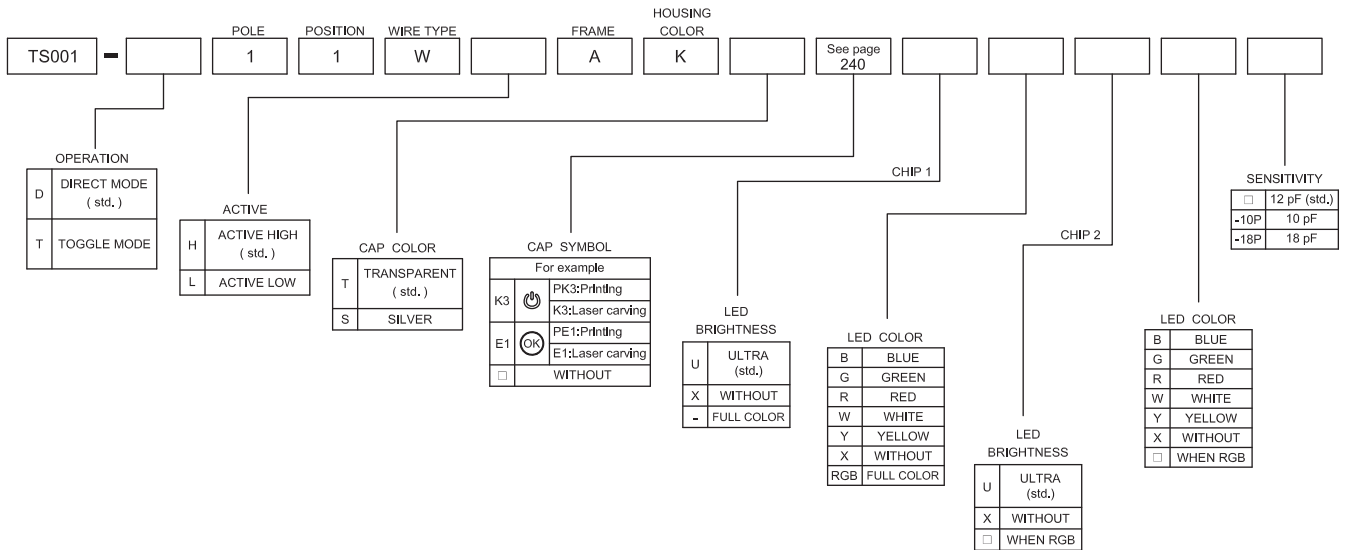 HOUSING
POLE POSITION WIRE TYPE FRAME COLOR
TS001 - 1 1 W A K See page
240
OPERATION
D DIRECT MODE
( std. )
T TOGGLE MODE
ACTIVE
H ACTIVE HIGH
( std. )
L ACTIVE LOW
CAP COLOR
T TRANSPARENT
( std. )
S SILVER
CAP SYMBOL
For example
K3 PK3:Printing
K3:Laser carving
E1 OK PE1:Printing
E1:Laser carving
□ WITHOUT
CHIP 1
LED
BRIGHTNESS
U ULTRA
(std.)
X WITHOUT
- FULL COLOR
LED COLOR
B BLUE
G GREEN
R RED
W WHITE
Y YELLOW
X WITHOUT
RGB FULL COLOR
CHIP 2
LED
BRIGHTNESS
U ULTRA
(std.)
X WITHOUT
□ WHEN RGB
LED COLOR
B BLUE
G GREEN
R RED
W WHITE
Y YELLOW
X WITHOUT
□ WHEN RGB
SENSITIVITY
□ 12 pF (std.)
-10P 10 pF
-18P 18 pF